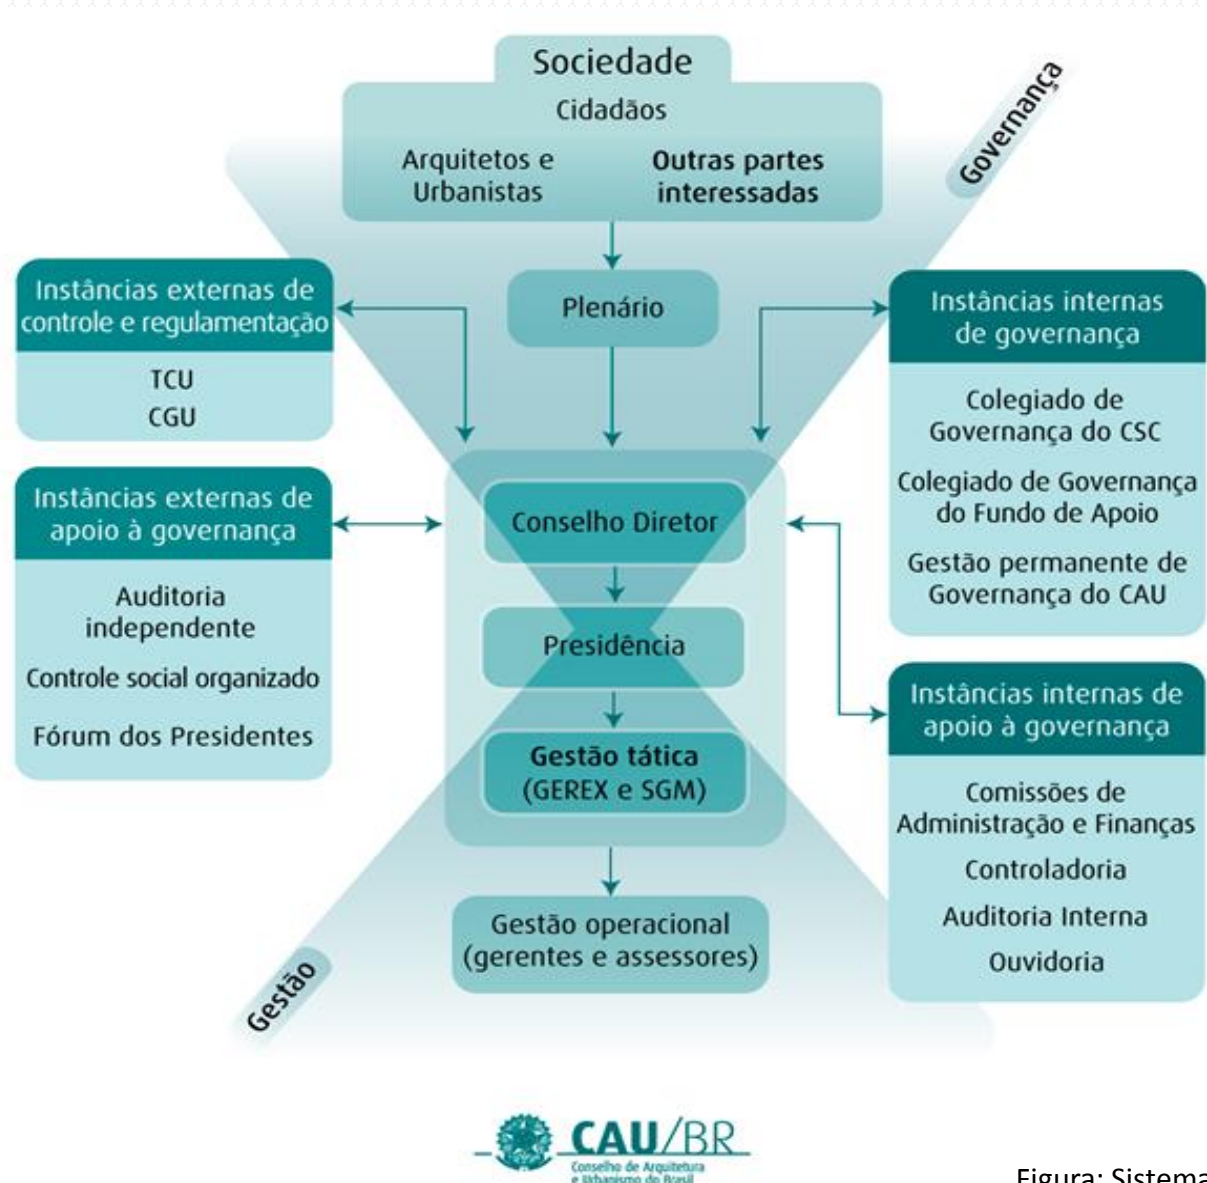 Sociedade
Cidadãos
Arquitetos e
Urbanistas
Outras partes
interessadas
Governança
Plenário
Instâncias externas de
controle e regulamentação
TCU
CGU
Instâncias externas de
apoio à governança
Auditoria
independente
Controle social organizado
Fórum dos Presidentes
Conselho Diretor
Presidência
Gestão tática
(GEREX e SGM)
Gestão operacional
(gerentes e assessores)
Instâncias internas
de governança
Colegiado de
Governança do CSC
Colegiado de Governança
do Fundo de Apoio
Gestão permanente de
Governança do CAU
Instâncias internas de
apoio à governança
Comissões de
Administração e Finanças
Controladoria
Auditoria Interna
Ouvidoria
Gestão
CAU/BR
Conselho de Arquitetura
e Urbanismo do Brasil
Figura: Sistema